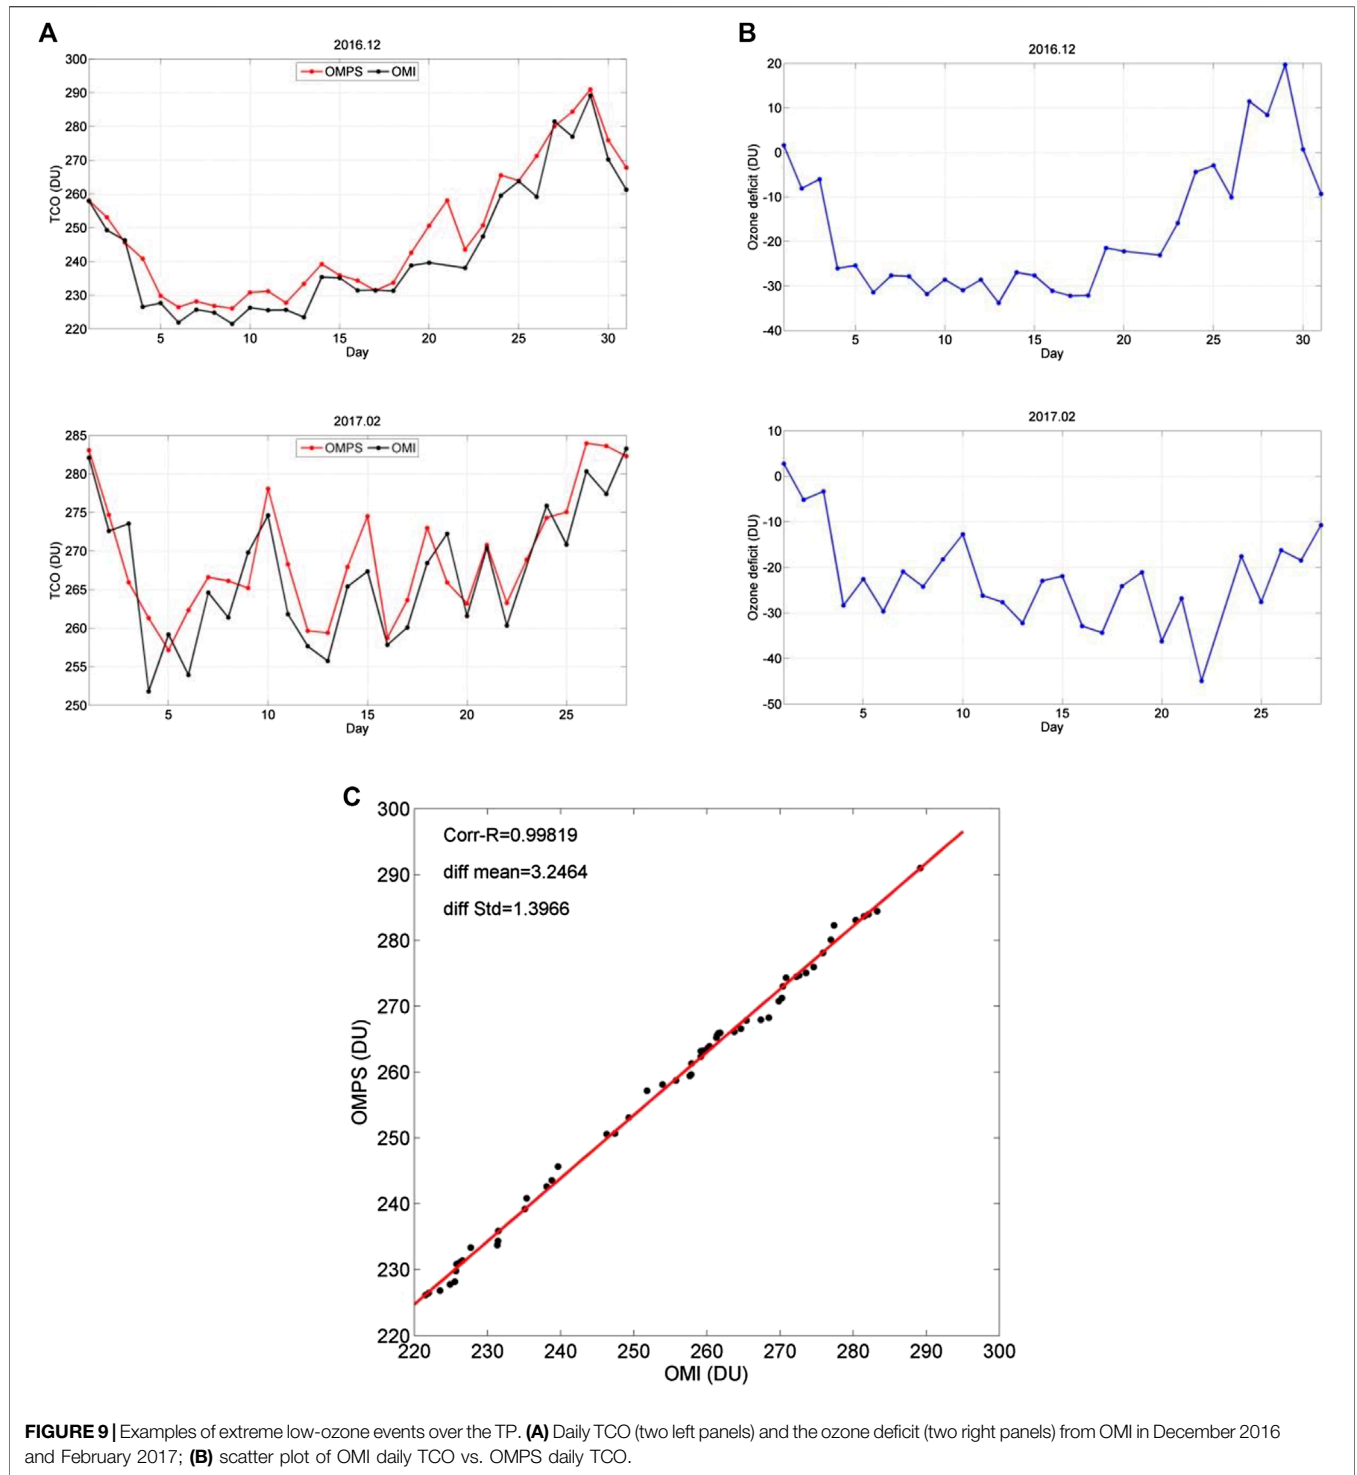 A
2016.12
OMPS OMI
300
290
280
270
260
250
240
230
220
TCO (DU)
5 10 15 20 25 30
Day
B
2016.12
20
10
0
-10
-20
-30
-40
Ozone deficit (DU)
5 10 15 20 25 30
Day
2017.02
OMPS OMI
285
280
275
270
265
260
255
250
TCO (DU)
5 10 15 20 25
Day
2017.02
10
0
-10
-20
-30
-40
-50
Ozone deficit (DU)
5 10 15 20 25
Day
C
Corr-R=0.99819
diff mean=3.2464
diff Std=1.3966
300
290
280
270
260
250
240
230
220
OMPS (DU)
220 230 240 250 260 270 280 290 300
OMI (DU)
FIGURE 9 | Examples of extreme low-ozone events over the TP. (A) Daily TCO (two left panels) and the ozone deficit (two right panels) from OMI in December 2016
and February 2017; (B) scatter plot of OMI daily TCO vs. OMPS daily TCO.